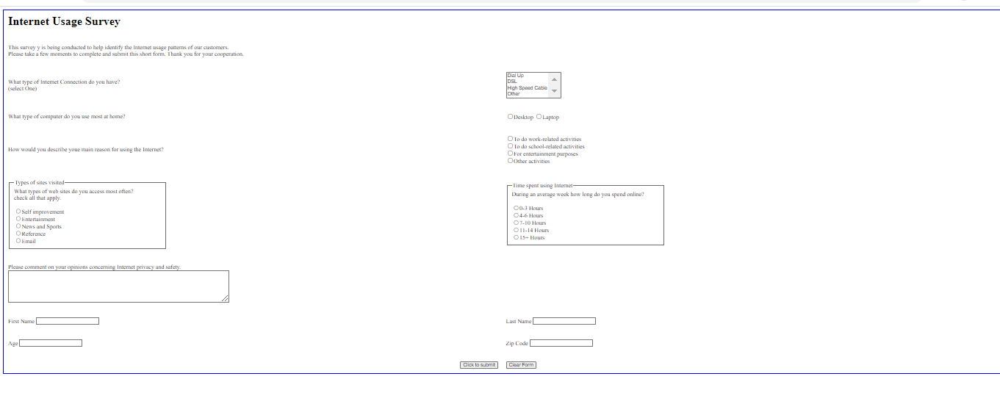 Internet Usage Survey
This survey y is being conducted to help identify the Internet usage patterns of our customers.
Please take a few moments to complete and submit this short form. Thank you for your cooperation.
What type of Internet Connection do you have?
(select One)
Dial Up
DSL
High Speed Cable
Other
What type of computer do you use most at home?
Desktop Laptop
How would you describe youe main reason for using the Internet?
To do work-related activities
To do school-related activities
For entertainment purposes
Other activities
Types of sites visited
What types of web sites do you access most often?
check all that apply.
Self improvement
Entertainment
News and Sports
Reference
Email
Time spent using Internet
During an average week how long do you spend online?
0-3 Hours
4-6 Hours
7-10 Hours
11-14 Hours
15+ Hours
Please comment on your opinions concerning Internet privacy and safety.
First Name Last Name
Age Zip Code
Click to submit Clear Form